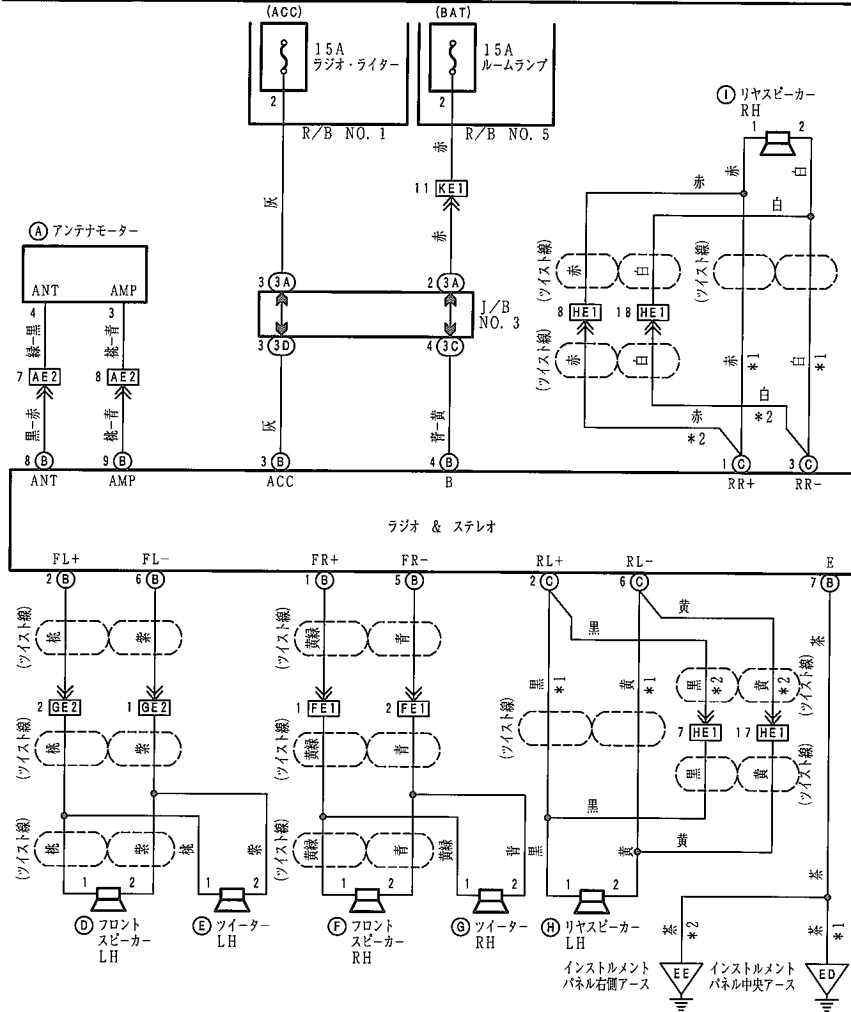 (ACC)
(BAT)
15A
ラジオ・ライター
2
R/B NO.1
15A
ルームランプ
2
R/B NO.5
Ⓘ リヤスピーカー
RH
1
2
赤
白
赤
白
赤
11 KE1
赤
灰
Ⓐ アンテナモーター
ANT
AMP
4
3
緑−黒
桃−青
7 AE2
8 AE2
黒−赤
桃−青
3 3A
2 3A
J/B
NO.3
3 3D
4 3C
灰
青−黄
(ツイスト線)
赤
白
(ツイスト線)
8 HE1
18 HE1
(ツイスト線)
赤
白
赤
*1
白
*1
赤
*2
白
*2
8 B
9 B
3 B
4 B
1 C
3 C
ANT
AMP
ACC
B
RR+
RR−
ラジオ & ステレオ
FL+
FL−
FR+
FR−
RL+
RL−
E
2 B
6 B
1 B
5 B
2 C
6 C
7 B
(ツイスト線)
桃
紫
(ツイスト線)
黄緑
青
黒
黄
茶
2 GE2
1 GE2
1 FE1
2 FE1
黒
*1
黄
*1
黒
*2
黄
*2
(ツイスト線)
7 HE1
17 HE1
(ツイスト線)
桃
紫
(ツイスト線)
黄緑
青
(ツイスト線)
黒
黄
(ツイスト線)
黒
黄
(ツイスト線)
桃
紫
桃
紫
(ツイスト線)
黄緑
青
黄緑
青
黒
黄
茶
1
2
1
2
1
2
1
2
1
2
Ⓓ フロント
スピーカー
LH
Ⓔ ツイーター
LH
Ⓕ フロント
スピーカー
RH
Ⓖ ツイーター
RH
Ⓗ リヤスピーカー
LH
茶
*2
茶
*1
インストルメント
パネル右側アース
EE
インストルメント
パネル中央アース
ED